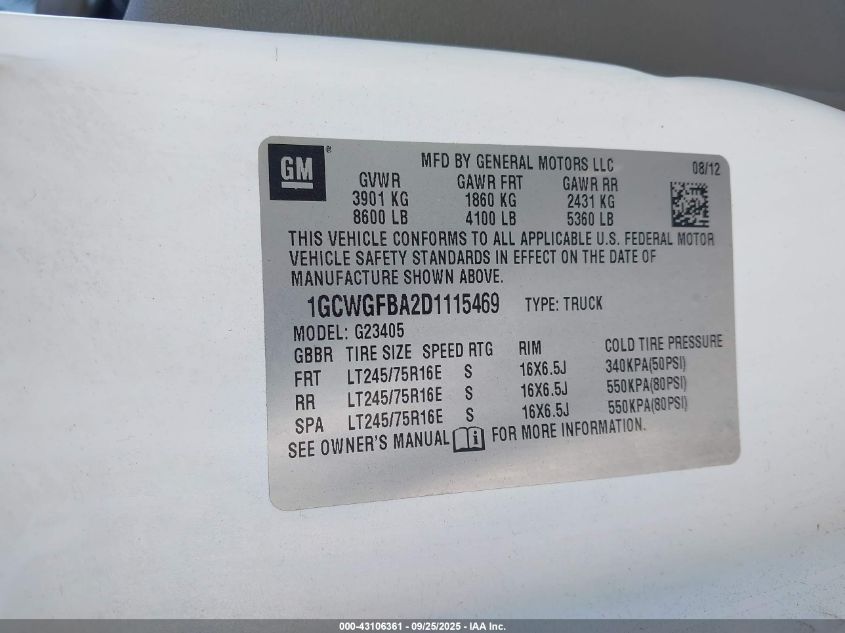 GM®
MFD BY GENERAL MOTORS LLC 08/12
GVWR GAWR FRT GAWR RR
3901 KG 1860 KG 2431 KG
8600 LB 4100 LB 5360 LB
THIS VEHICLE CONFORMS TO ALL APPLICABLE U.S. FEDERAL MOTOR
VEHICLE SAFETY STANDARDS IN EFFECT ON THE DATE OF
MANUFACTURE SHOWN ABOVE.
1GCWGFBA2D1115469 TYPE: TRUCK
MODEL: G23405
GBBR TIRE SIZE SPEED RTG RIM COLD TIRE PRESSURE
FRT LT245/75R16E S 16X6.5J 340KPA(50PSI)
RR LT245/75R16E S 16X6.5J 550KPA(80PSI)
SPA LT245/75R16E S 16X6.5J 550KPA(80PSI)
SEE OWNER'S MANUAL i FOR MORE INFORMATION.
000-43106361 - 09/25/2025 - IAA Inc.